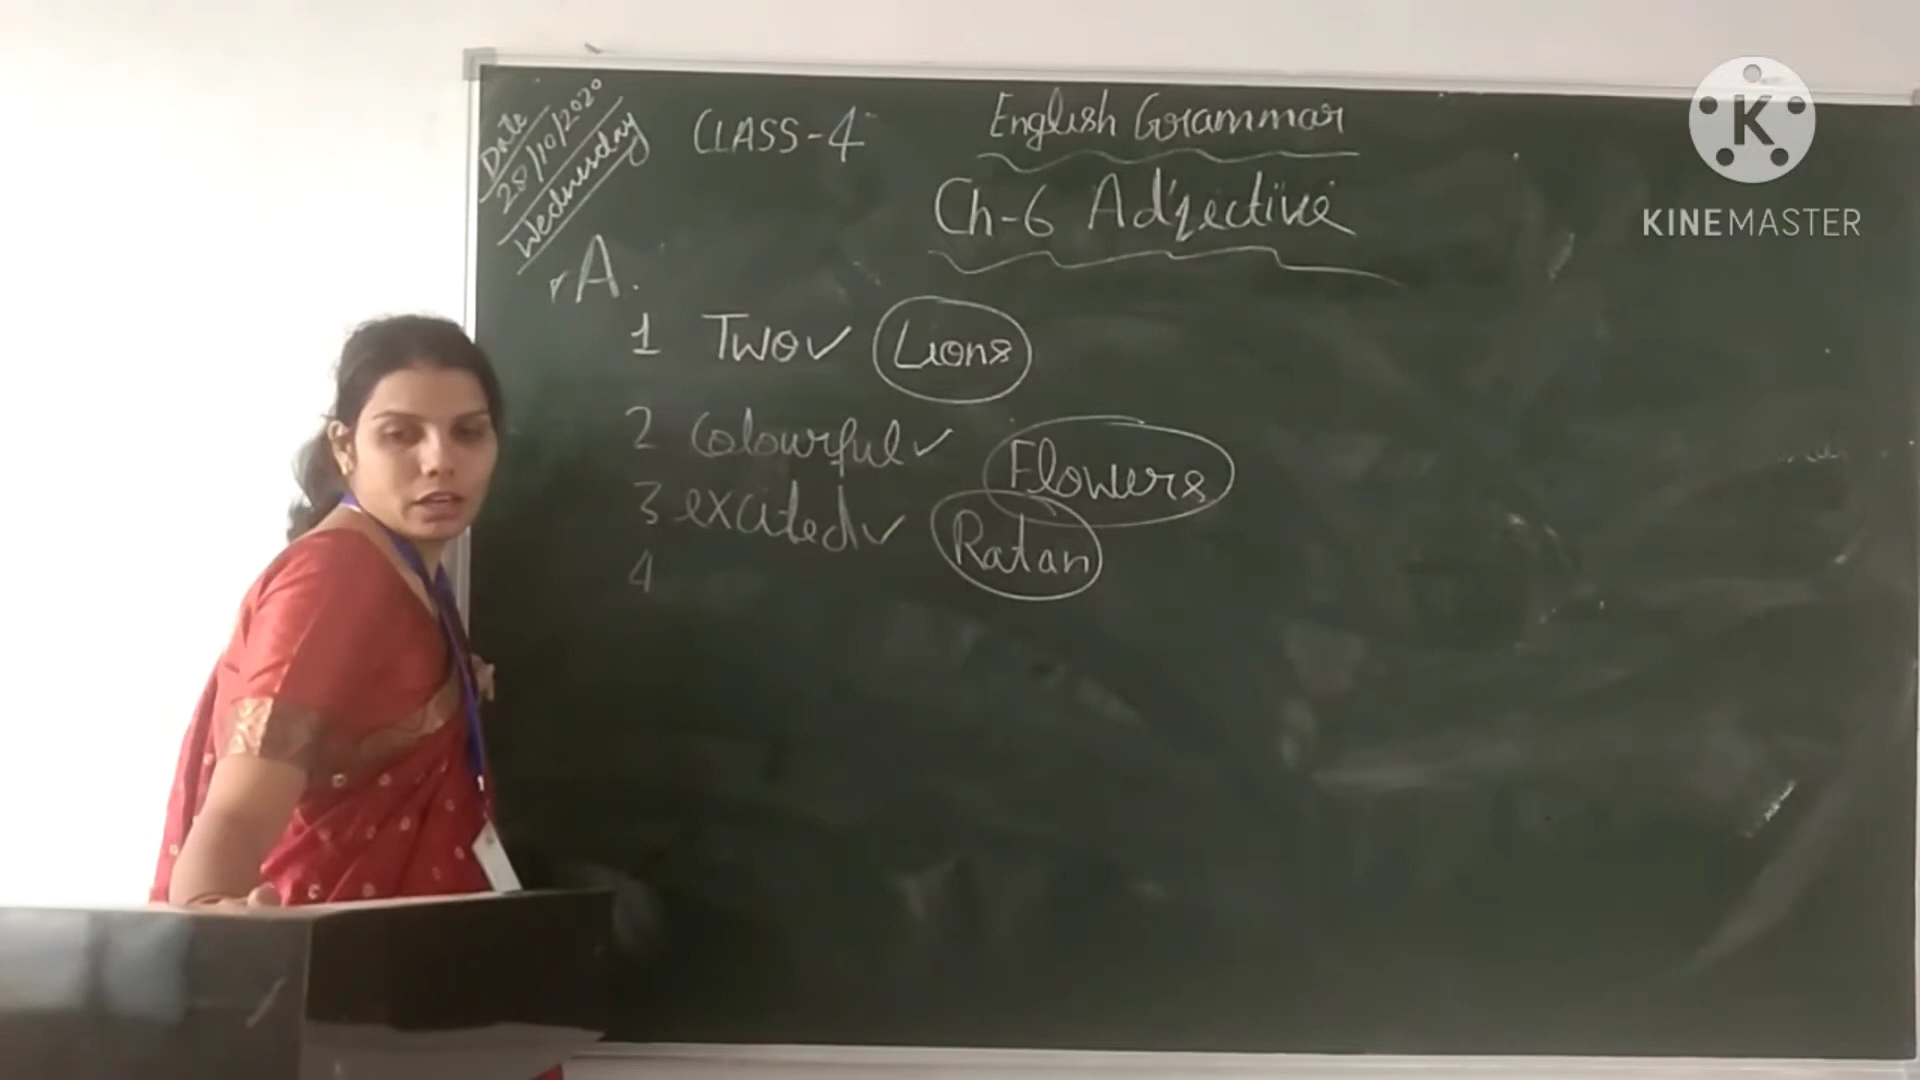 Date
28/10/2020
Wednesday
CLASS-4
English Grammar
Ch-6 Adjective
A.
1 Two Lions
2 Colourful Flowers
3 excited Ratan
4
K
KINEMASTER